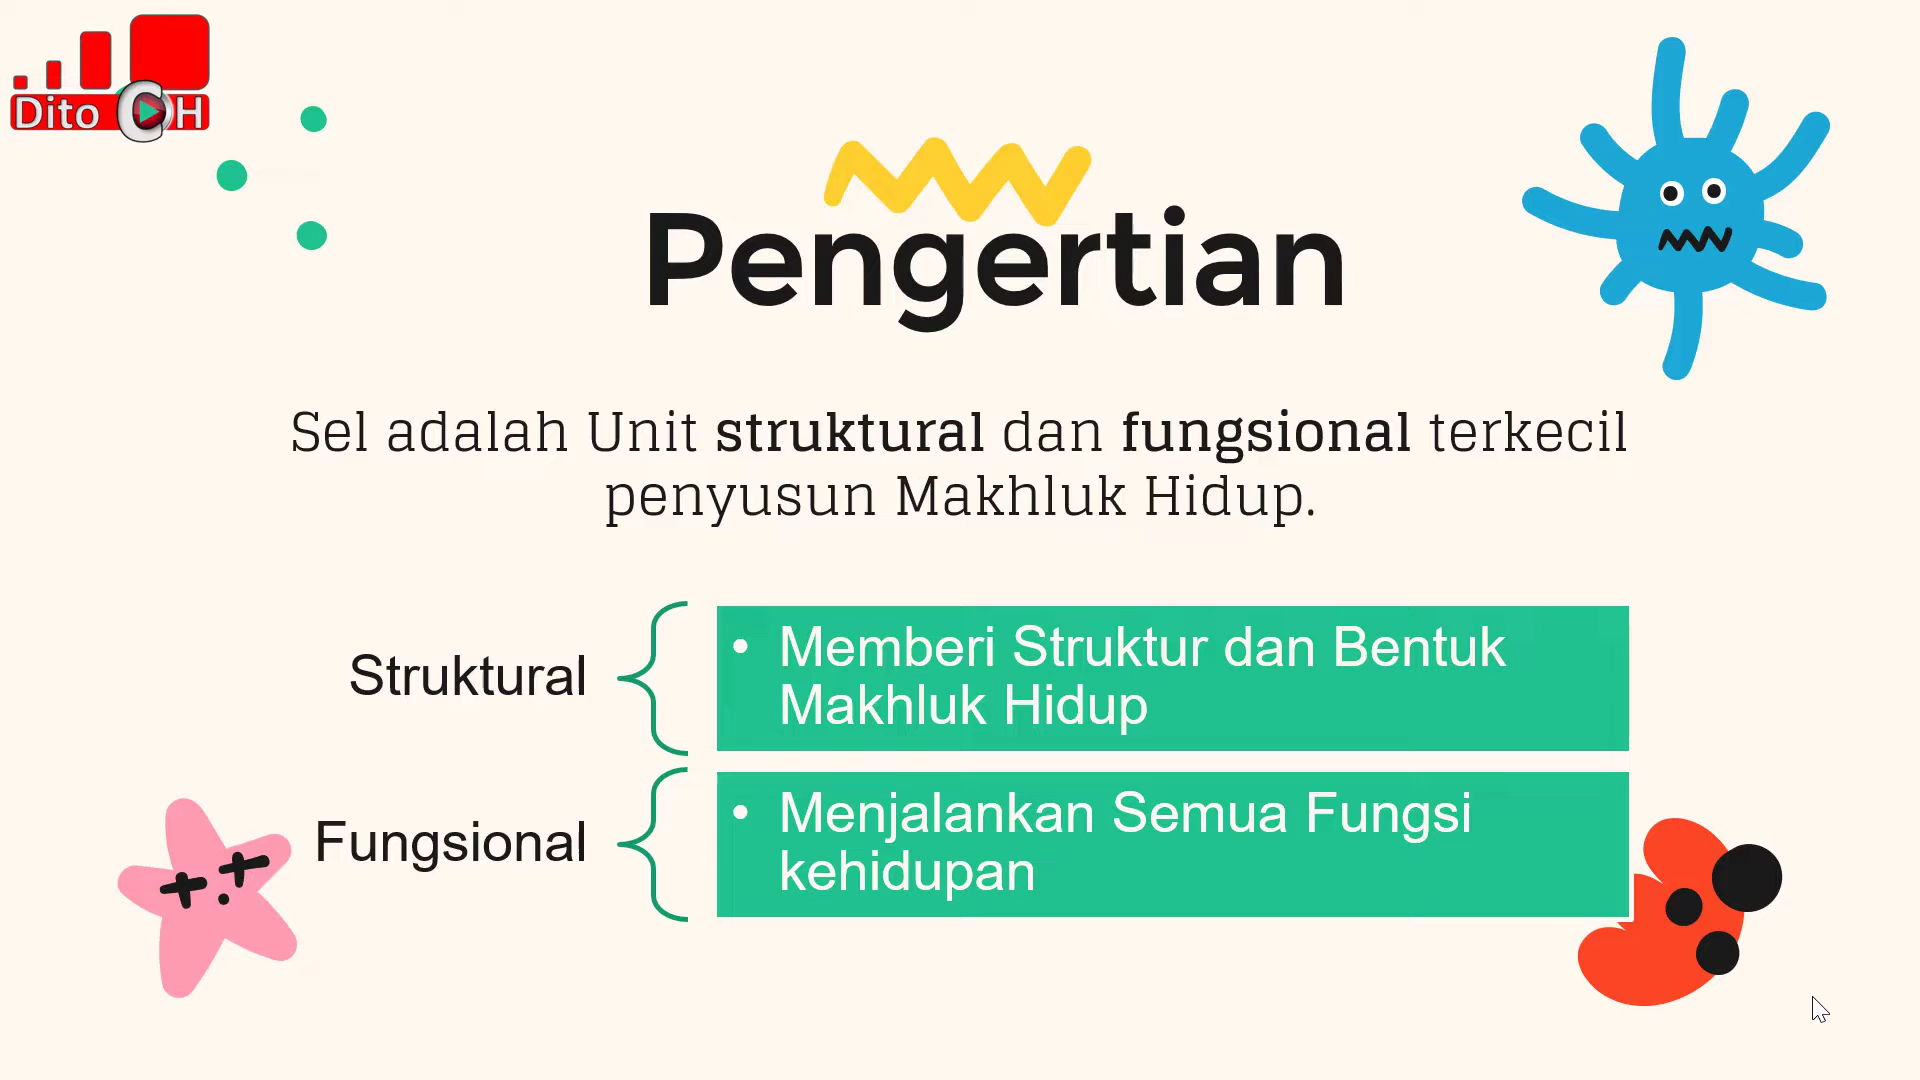 Dito CH
Pengertian
Sel adalah Unit struktural dan fungsional terkecil
penyusun Makhluk Hidup.
Struktural
• Memberi Struktur dan Bentuk
Makhluk Hidup
Fungsional
• Menjalankan Semua Fungsi
kehidupan